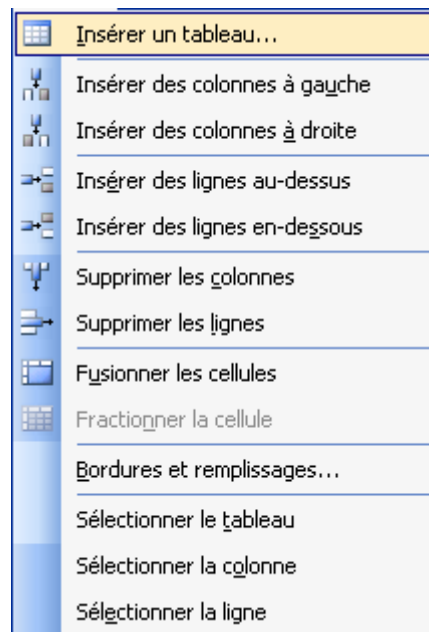 Insérer un tableau...
Insérer des colonnes à gauche
Insérer des colonnes à droite
Insérer des lignes au-dessus
Insérer des lignes en-dessous
Supprimer les colonnes
Supprimer les lignes
Fusionner les cellules
Fractionner la cellule
Bordures et remplissages...
Sélectionner le tableau
Sélectionner la colonne
Sélectionner la ligne